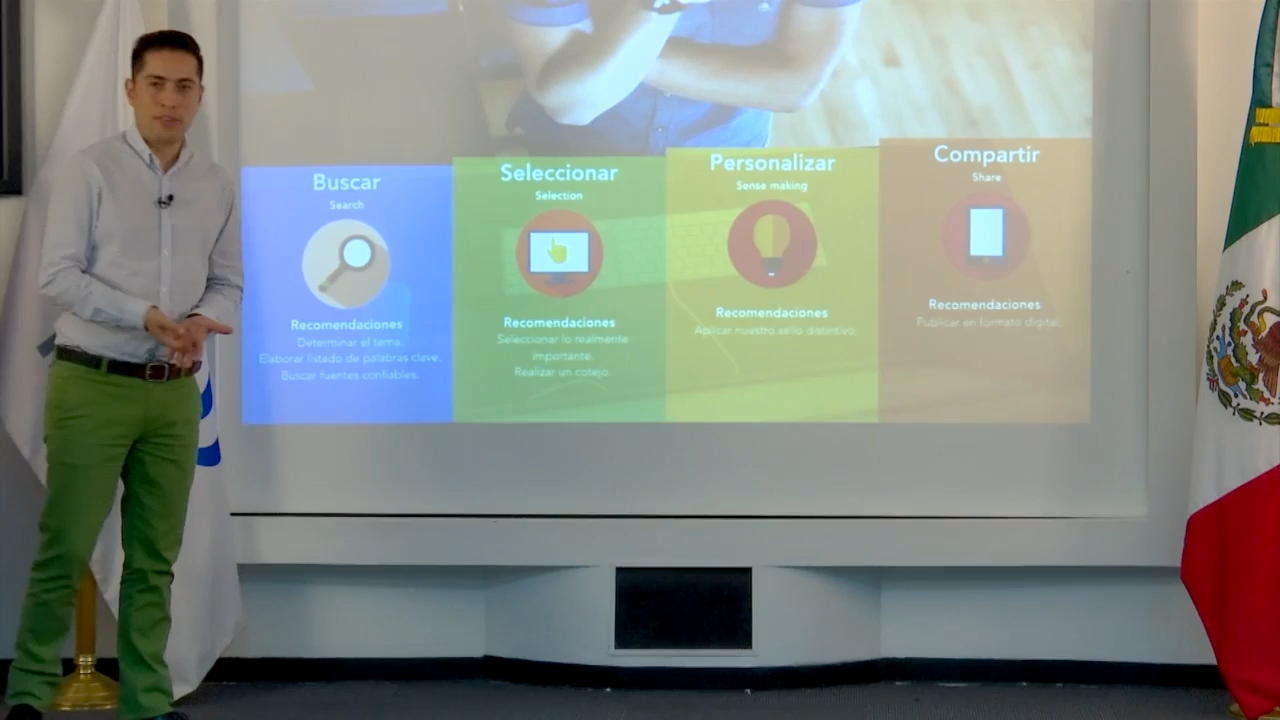 Buscar
Search
Recomendaciones
Determinar el tema.
Elaborar listado de palabras clave.
Buscar fuentes confiables.
Seleccionar
Selection
Recomendaciones
Seleccionar lo realmente
importante.
Realizar un cotejo.
Personalizar
Sense making
Recomendaciones
Aplicar nuestro sello distintivo.
Compartir
Share
Recomendaciones
Publicar en formato digital.